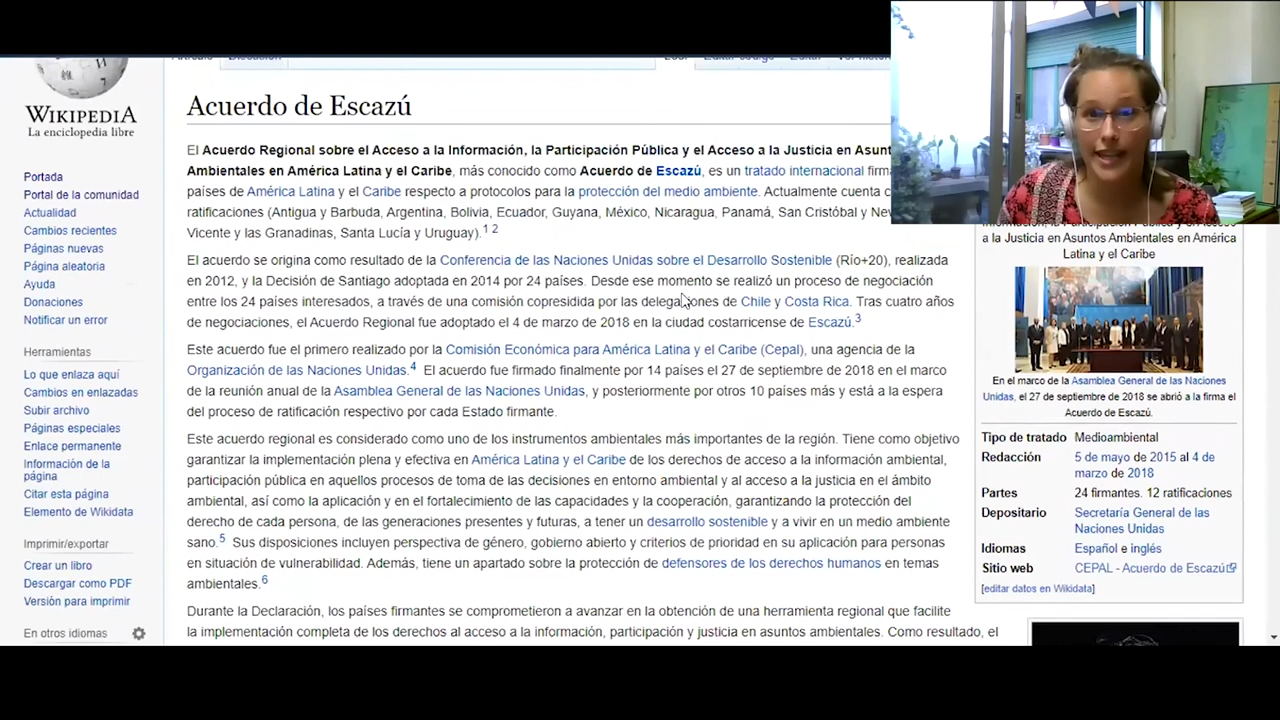 WIKIPEDIA
La enciclopedia libre
Portada
Portal de la comunidad
Actualidad
Cambios recientes
Páginas nuevas
Página aleatoria
Ayuda
Donaciones
Notificar un error
Herramientas
Lo que enlaza aquí
Cambios en enlazadas
Subir archivo
Páginas especiales
Enlace permanente
Información de la
página
Citar esta página
Elemento de Wikidata
Imprimir/exportar
Crear un libro
Descargar como PDF
Versión para imprimir
En otros idiomas
Acuerdo de Escazú
El Acuerdo Regional sobre el Acceso a la Información, la Participación Pública y el Acceso a la Justicia en
Ambientales en América Latina y el Caribe, más conocido como Acuerdo de Escazú, es un tratado internacional
países de América Latina y el Caribe respecto a protocolos para la protección del medio ambiente. Actualmente cuenta
ratificaciones (Antigua y Barbuda, Argentina, Bolivia, Ecuador, Guyana, México, Nicaragua, Panamá, San Cristóbal y
Vicente y las Granadinas, Santa Lucía y Uruguay).1 2
El acuerdo se origina como resultado de la Conferencia de las Naciones Unidas sobre el Desarrollo Sostenible (Río+20), realizada
en 2012, y la Decisión de Santiago adoptada en 2014 por 24 países. Desde ese momento se realizó un proceso de negociación
entre los 24 países interesados, a través de una comisión copresidida por las delegaciones de Chile y Costa Rica. Tras cuatro años
de negociaciones, el Acuerdo Regional fue adoptado el 4 de marzo de 2018 en la ciudad costarricense de Escazú.3
Este acuerdo fue el primero realizado por la Comisión Económica para América Latina y el Caribe (Cepal), una agencia de la
Organización de las Naciones Unidas.4 El acuerdo fue firmado finalmente por 14 países el 27 de septiembre de 2018 en el marco
de la reunión anual de la Asamblea General de las Naciones Unidas, y posteriormente por otros 10 países más y está a la espera
del proceso de ratificación respectivo por cada Estado firmante.
Este acuerdo regional es considerado como uno de los instrumentos ambientales más importantes de la región. Tiene como objetivo
garantizar la implementación plena y efectiva en América Latina y el Caribe de los derechos de acceso a la información ambiental,
participación pública en aquellos procesos de toma de las decisiones en entorno ambiental y al acceso a la justicia en el ámbito
ambiental, así como la aplicación y en el fortalecimiento de las capacidades y la cooperación, garantizando la protección del
derecho de cada persona, de las generaciones presentes y futuras, a tener un desarrollo sostenible y a vivir en un medio ambiente
sano.5 Sus disposiciones incluyen perspectiva de género, gobierno abierto y criterios de prioridad en su aplicación para personas
en situación de vulnerabilidad. Además, tiene un apartado sobre la protección de defensores de los derechos humanos en temas
ambientales.6
Durante la Declaración, los países firmantes se comprometieron a avanzar en la obtención de una herramienta regional que facilite
la implementación completa de los derechos al acceso a la información, participación y justicia en asuntos ambientales. Como resultado, el
a la Justicia en Asuntos Ambientales en América
Latina y el Caribe
En el marco de la Asamblea General de las Naciones
Unidas, el 27 de septiembre de 2018 se abrió a la firma el
Acuerdo de Escazú.
Tipo de tratado Medioambiental
Redacción 5 de mayo de 2015 al 4 de
marzo de 2018
Partes 24 firmantes. 12 ratificaciones
Depositario Secretaría General de las
Naciones Unidas
Idiomas Español e inglés
Sitio web CEPAL - Acuerdo de Escazú
[editar datos en Wikidata]